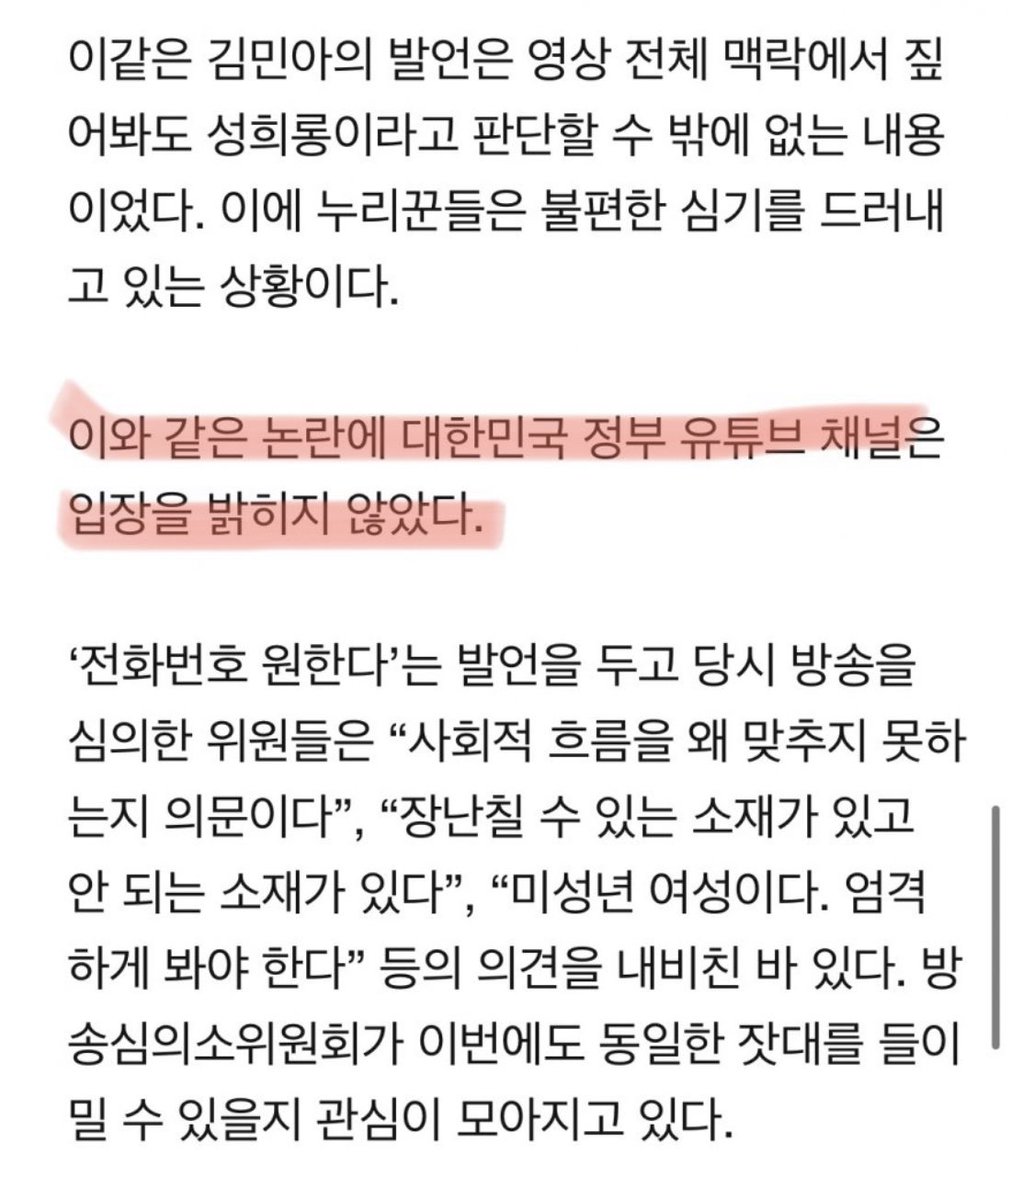 이같은 김민아의 발언은 영상 전체 맥락에서 짚
어봐도 성희롱이라고 판단할 수 밖에 없는 내용
이었다. 이에 누리꾼들은 불편한 심기를 드러내
고 있는 상황이다.
이와 같은 논란에 대한민국 정부 유튜브 채널은
입장을 밝히지 않았다.
‘전화번호 원한다’는 발언을 두고 당시 방송을
심의한 위원들은 “사회적 흐름을 왜 맞추지 못하
는지 의문이다”, “장난칠 수 있는 소재가 있고
안 되는 소재가 있다”, “미성년 여성이다. 엄격
하게 봐야 한다” 등의 의견을 내비친 바 있다. 방
송심의소위원회가 이번에도 동일한 잣대를 들이
밀 수 있을지 관심이 모아지고 있다.